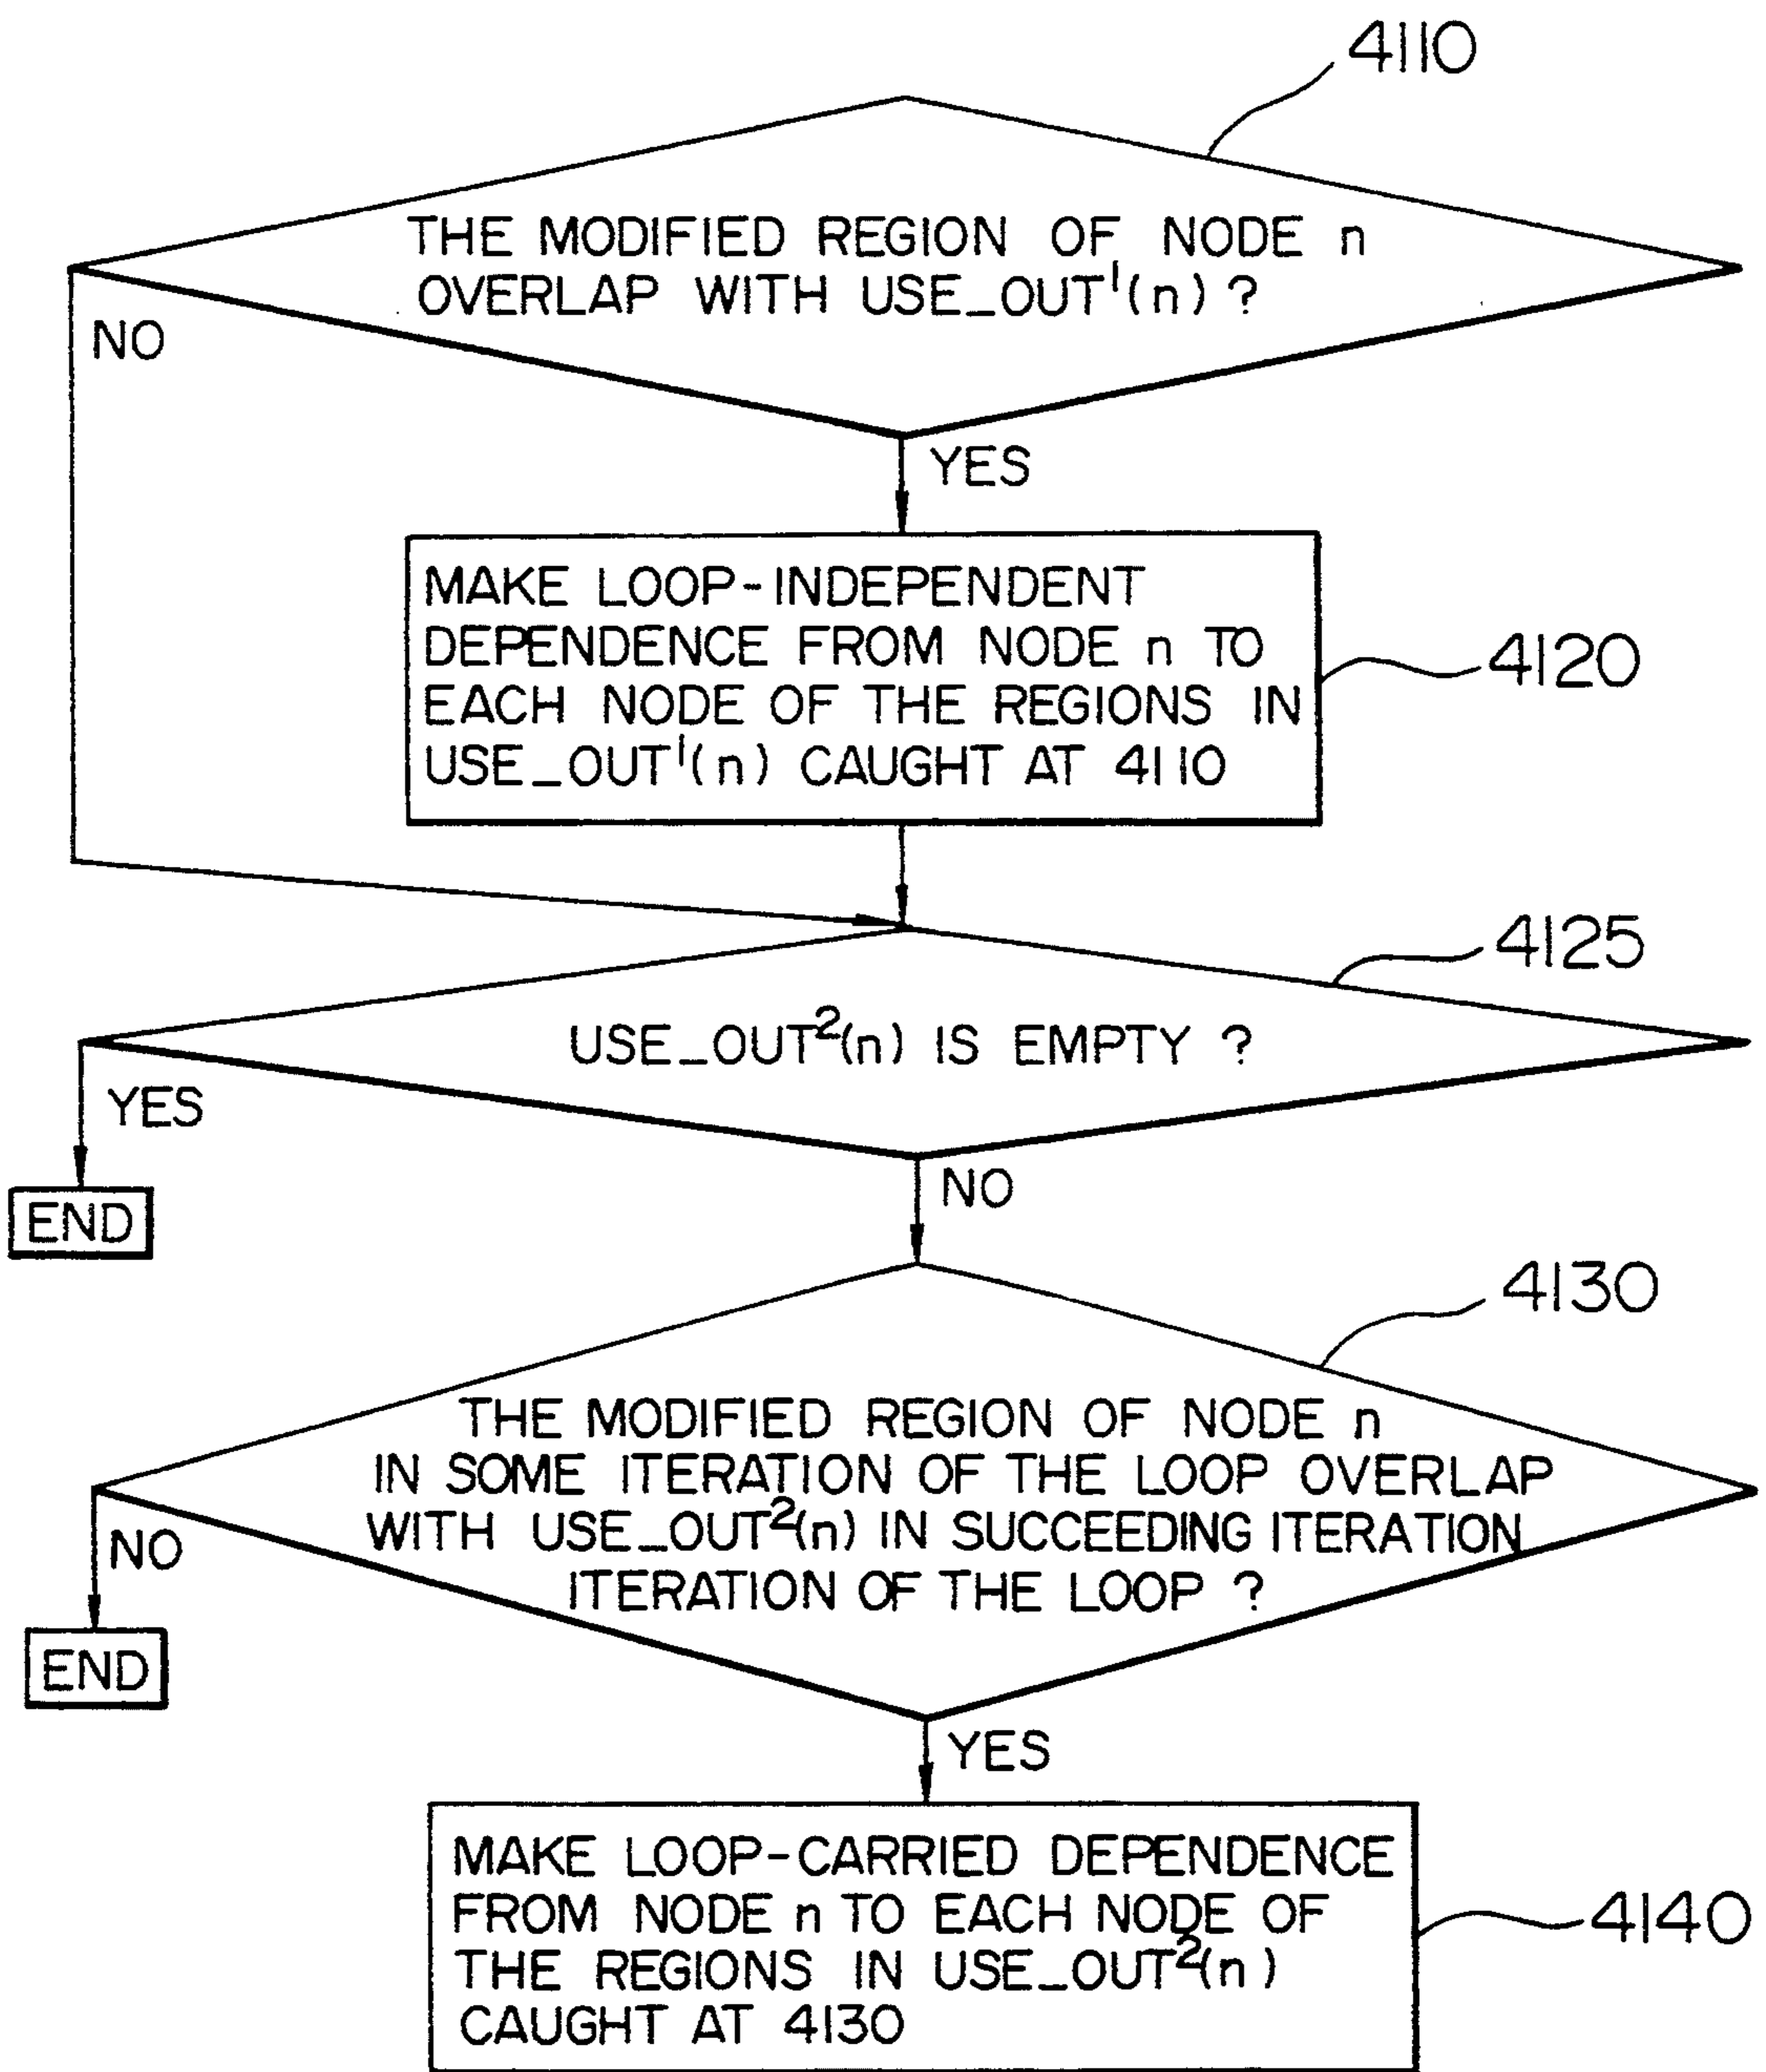 4110
THE MODIFIED REGION OF NODE n
OVERLAP WITH USE_OUT¹(n) ?
NO
YES
MAKE LOOP-INDEPENDENT
DEPENDENCE FROM NODE n TO
EACH NODE OF THE REGIONS IN
USE_OUT¹(n) CAUGHT AT 4110
4120
4125
USE_OUT²(n) IS EMPTY ?
YES
NO
END
4130
THE MODIFIED REGION OF NODE n
IN SOME ITERATION OF THE LOOP OVERLAP
WITH USE_OUT²(n) IN SUCCEEDING ITERATION
ITERATION OF THE LOOP ?
NO
END
YES
MAKE LOOP-CARRIED DEPENDENCE
FROM NODE n TO EACH NODE OF
THE REGIONS IN USE_OUT²(n)
CAUGHT AT 4130
4140